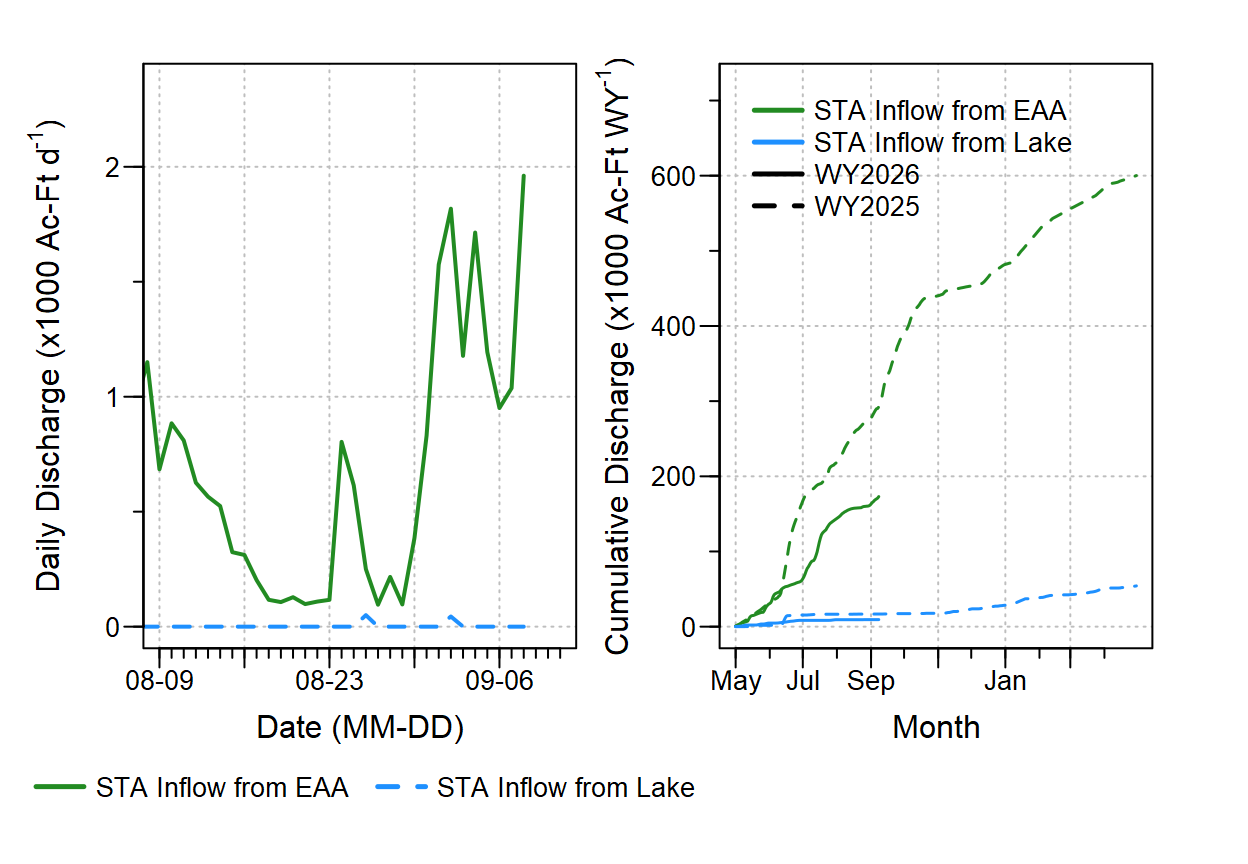 Daily Discharge (x1000 Ac-Ft d⁻¹)
2
1
0
08-09 08-23 09-06
Date (MM-DD)
STA Inflow from EAA STA Inflow from Lake
Cumulative Discharge (x1000 Ac-Ft WY⁻¹)
STA Inflow from EAA
STA Inflow from Lake
WY2026
WY2025
600
400
200
0
May Jul Sep Jan
Month